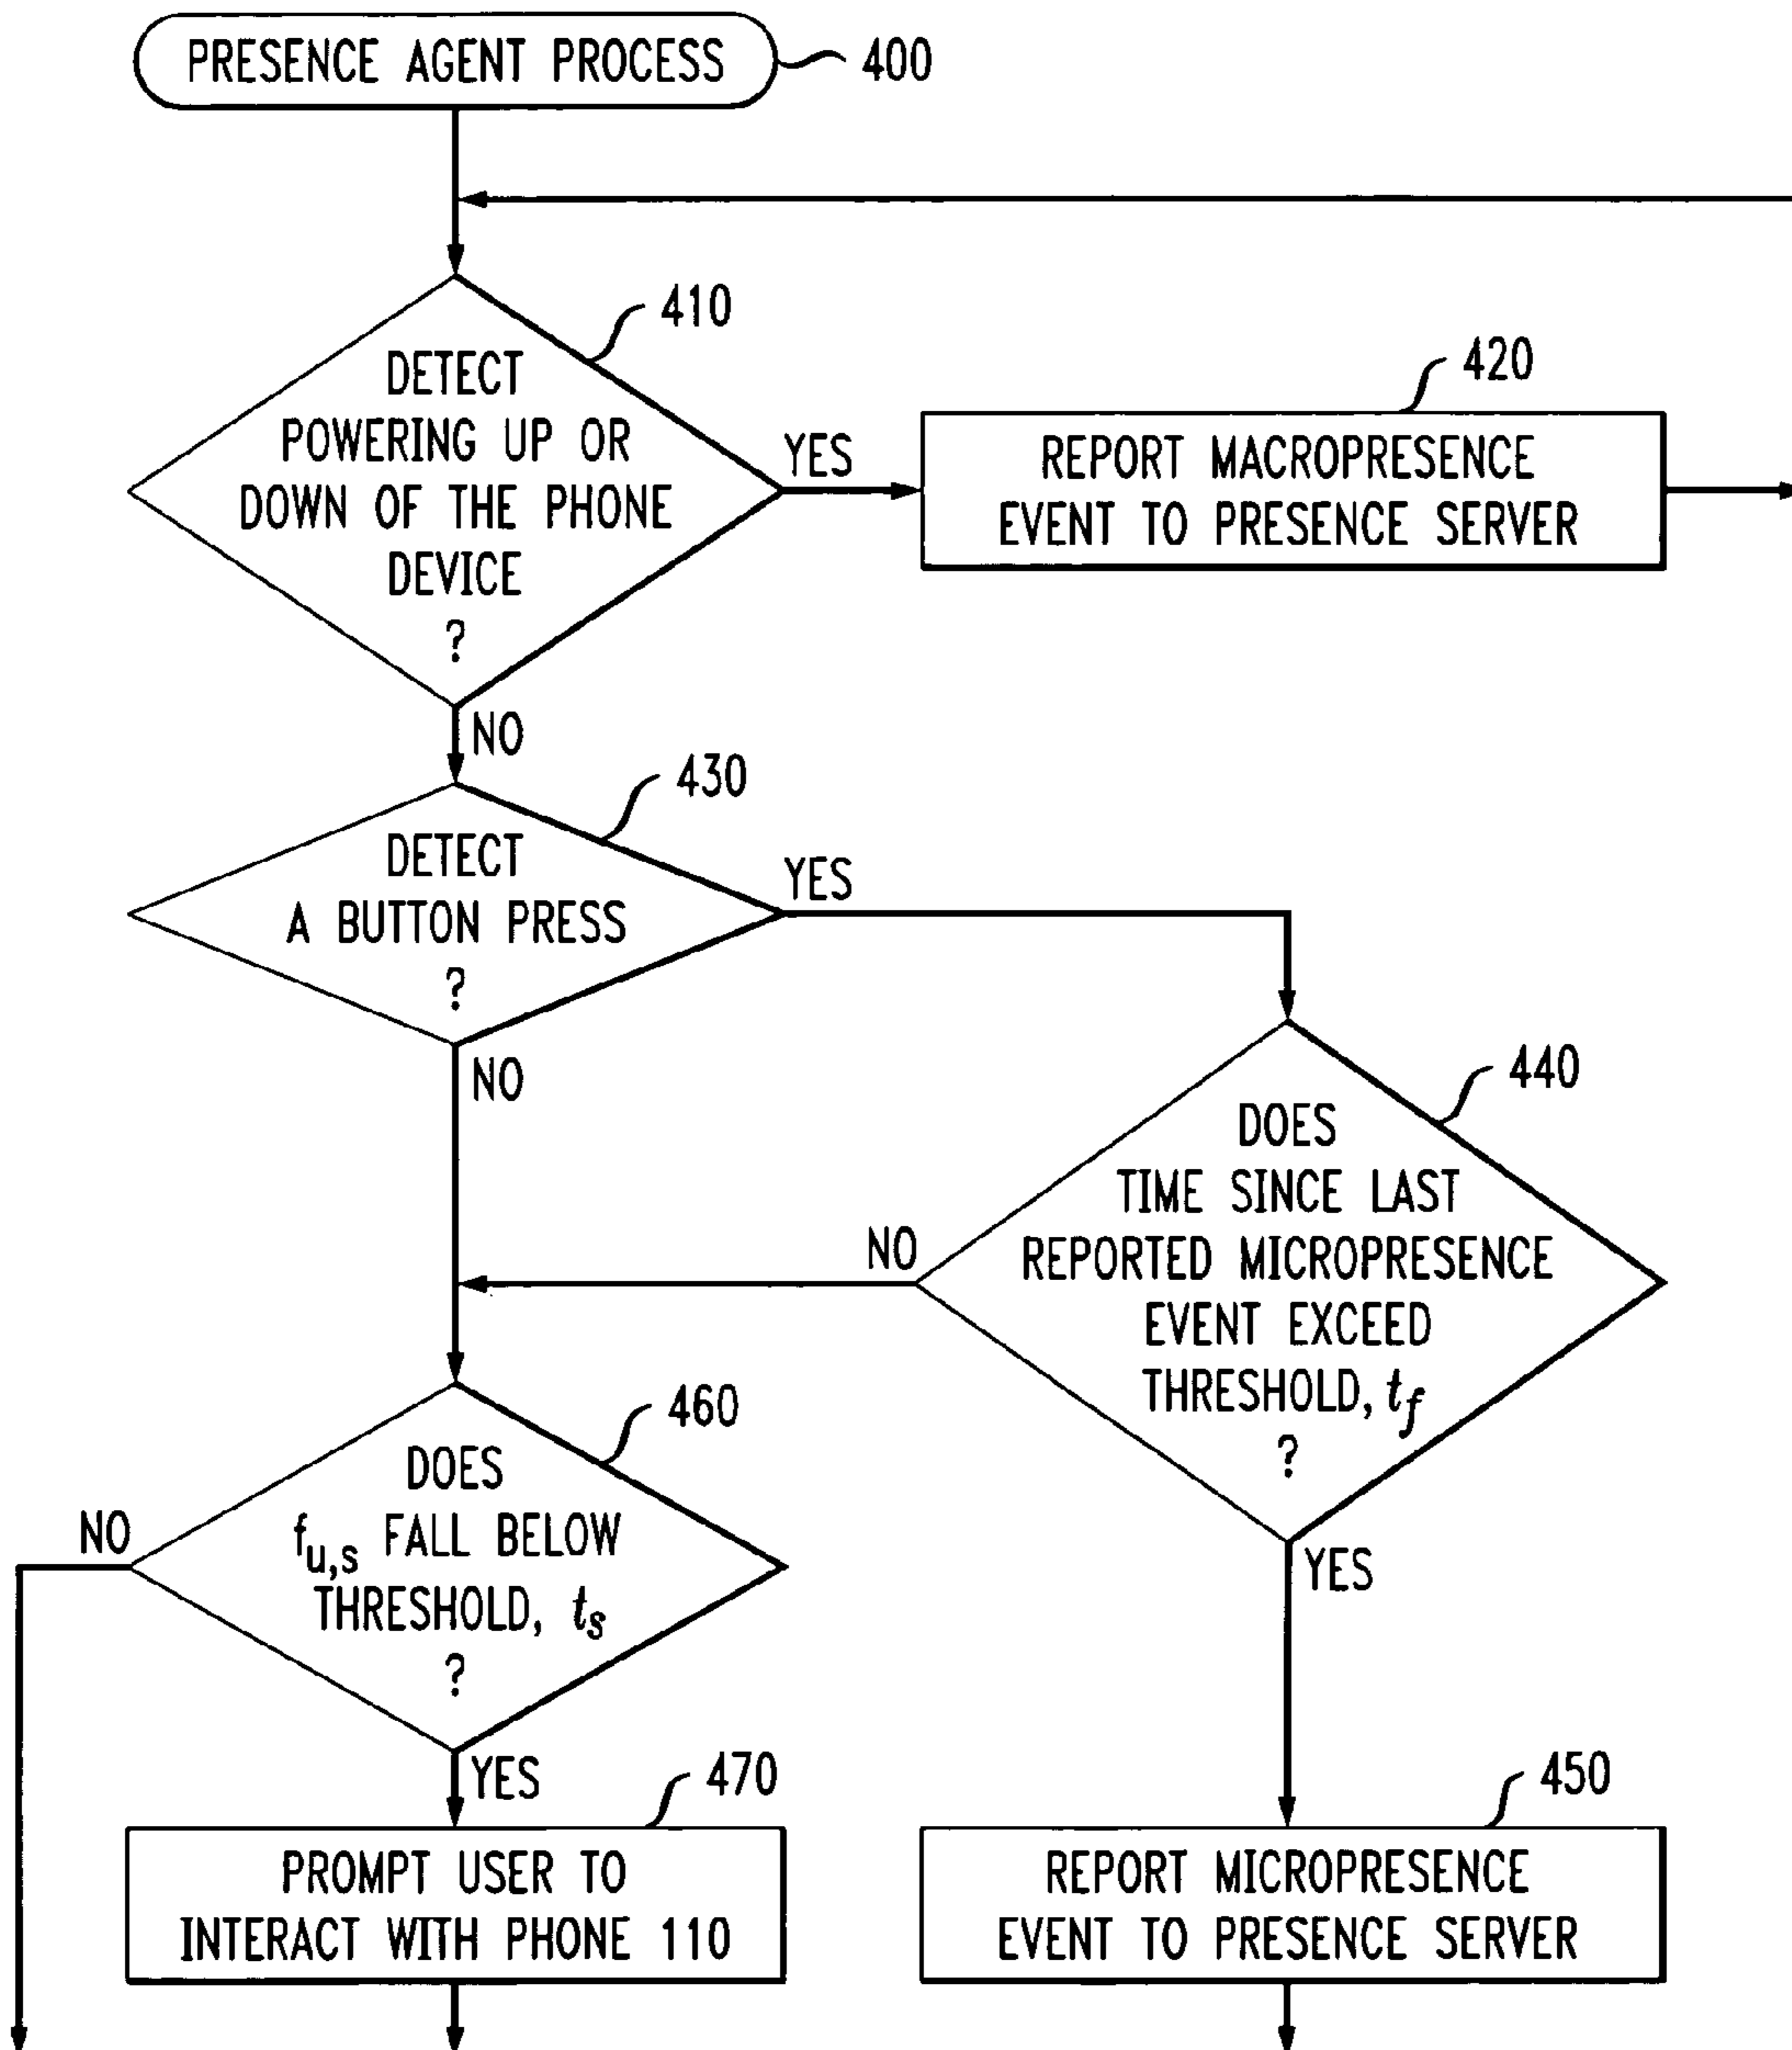 PRESENCE AGENT PROCESS
400
410
DETECT
POWERING UP OR
DOWN OF THE PHONE
DEVICE
?
YES
420
REPORT MACROPRESENCE
EVENT TO PRESENCE SERVER
NO
430
DETECT
A BUTTON PRESS
?
YES
NO
440
DOES
TIME SINCE LAST
REPORTED MICROPRESENCE
EVENT EXCEED
THRESHOLD, tf
?
NO
YES
460
DOES
fu,s FALL BELOW
THRESHOLD, ts
?
NO
YES
470
PROMPT USER TO
INTERACT WITH PHONE 110
450
REPORT MICROPRESENCE
EVENT TO PRESENCE SERVER